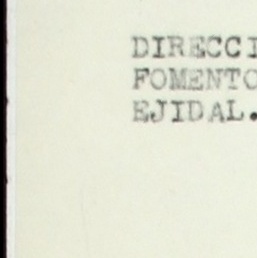 DIRECCI
FOMENTO
EJIDAL.